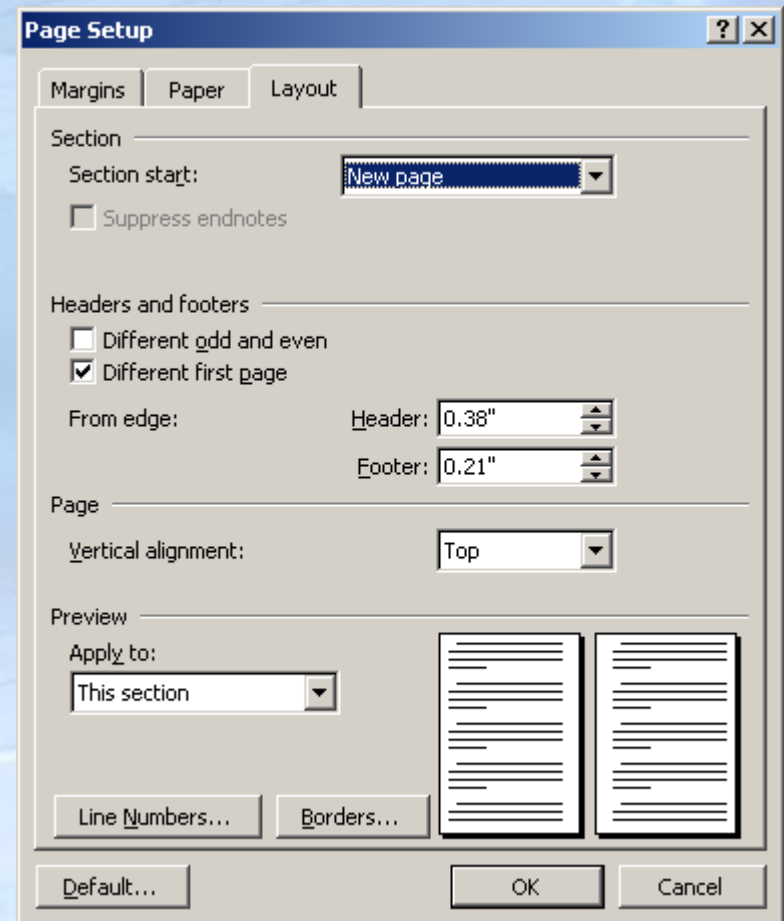 Page Setup
Margins Paper Layout
Section
Section start: New page
Suppress endnotes
Headers and footers
Different odd and even
Different first page
From edge: Header: 0.38"
Footer: 0.21"
Page
Vertical alignment: Top
Preview
Apply to:
This section
Line Numbers... Borders...
Default... OK Cancel